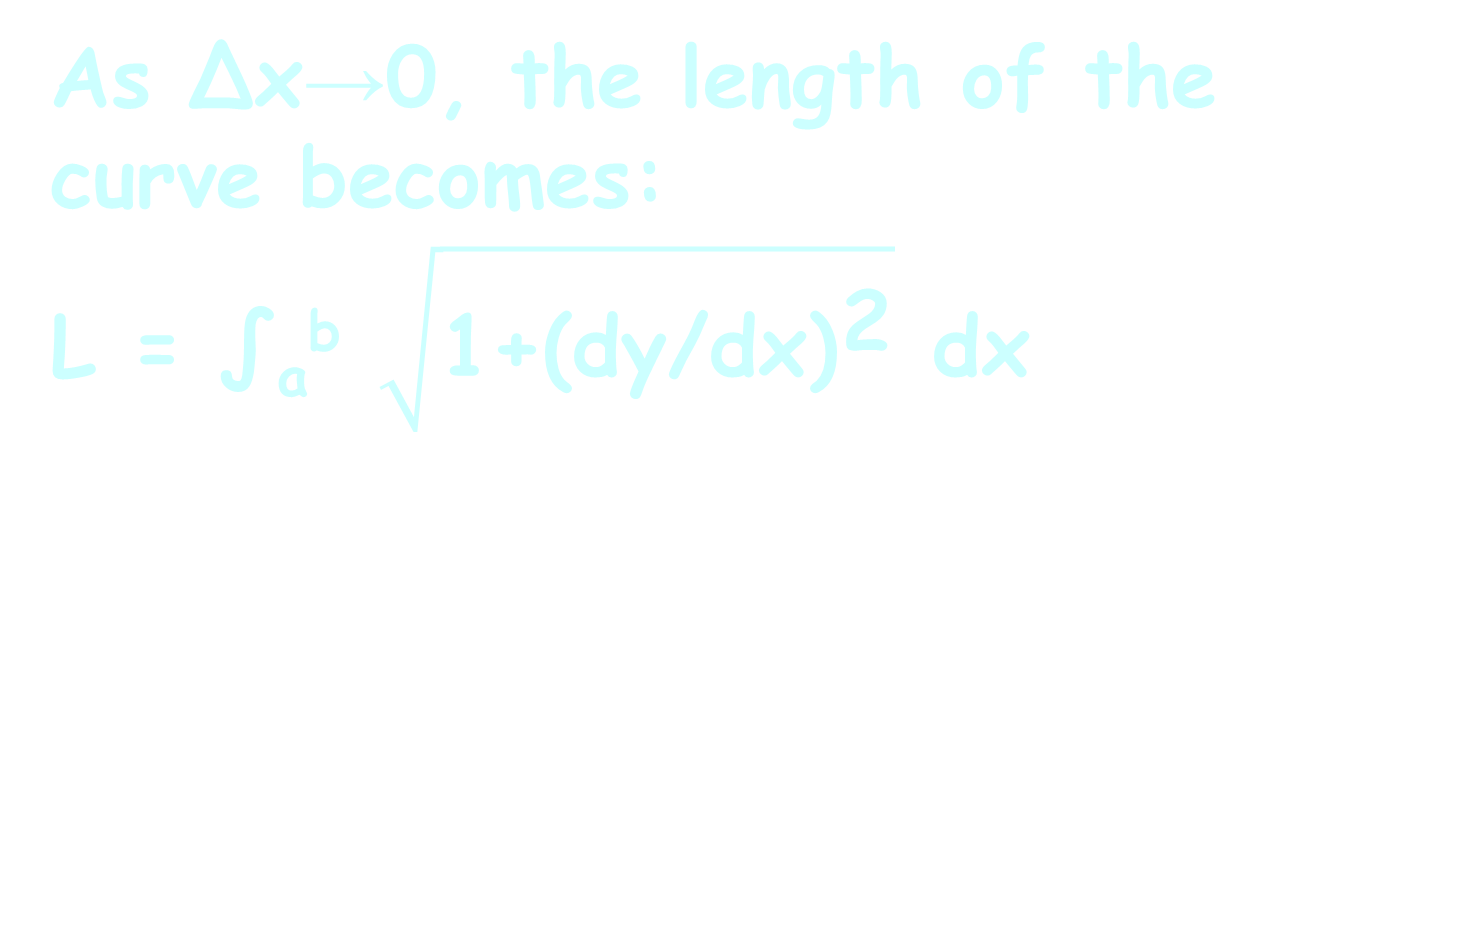 As Δx→0, the length of the
curve becomes:
L = ∫ₐᵇ √1+(dy/dx)² dx